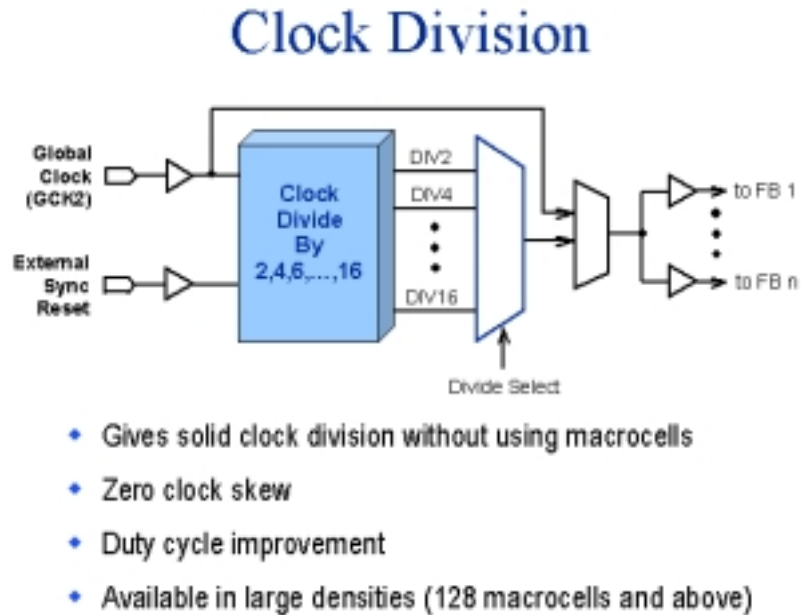 Clock Division
Global
Clock
(GCK2)
External
Sync
Reset
Clock
Divide
By
2,4,6,...,16
DIV2
DIV4
DIV16
Divide Select
to FB 1
to FB n
Gives solid clock division without using macrocells
Zero clock skew
Duty cycle improvement
Available in large densities (128 macrocells and above)